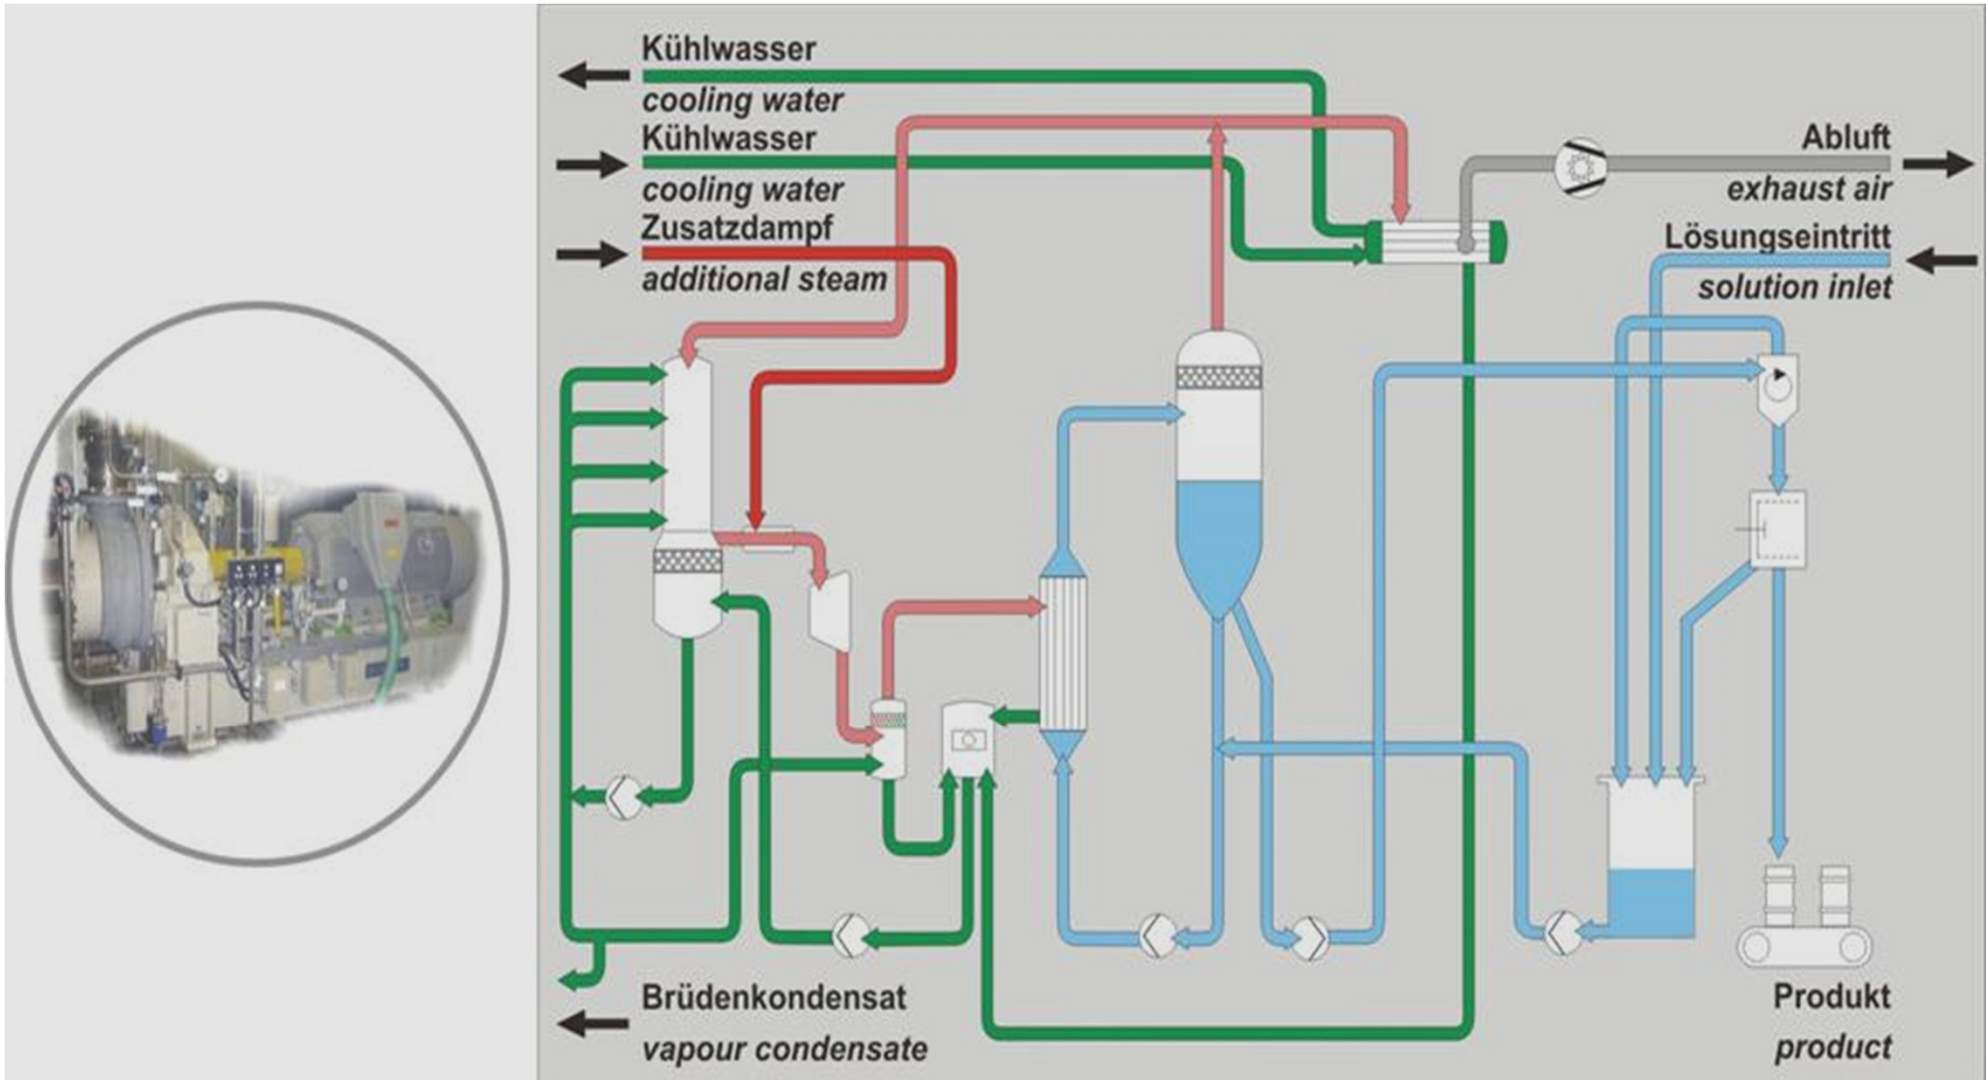 Kühlwasser
cooling water
Kühlwasser
cooling water
Zusatzdampf
additional steam
Abluft
exhaust air
Lösungseintritt
solution inlet
Brüdenkondensat
vapour condensate
Produkt
product